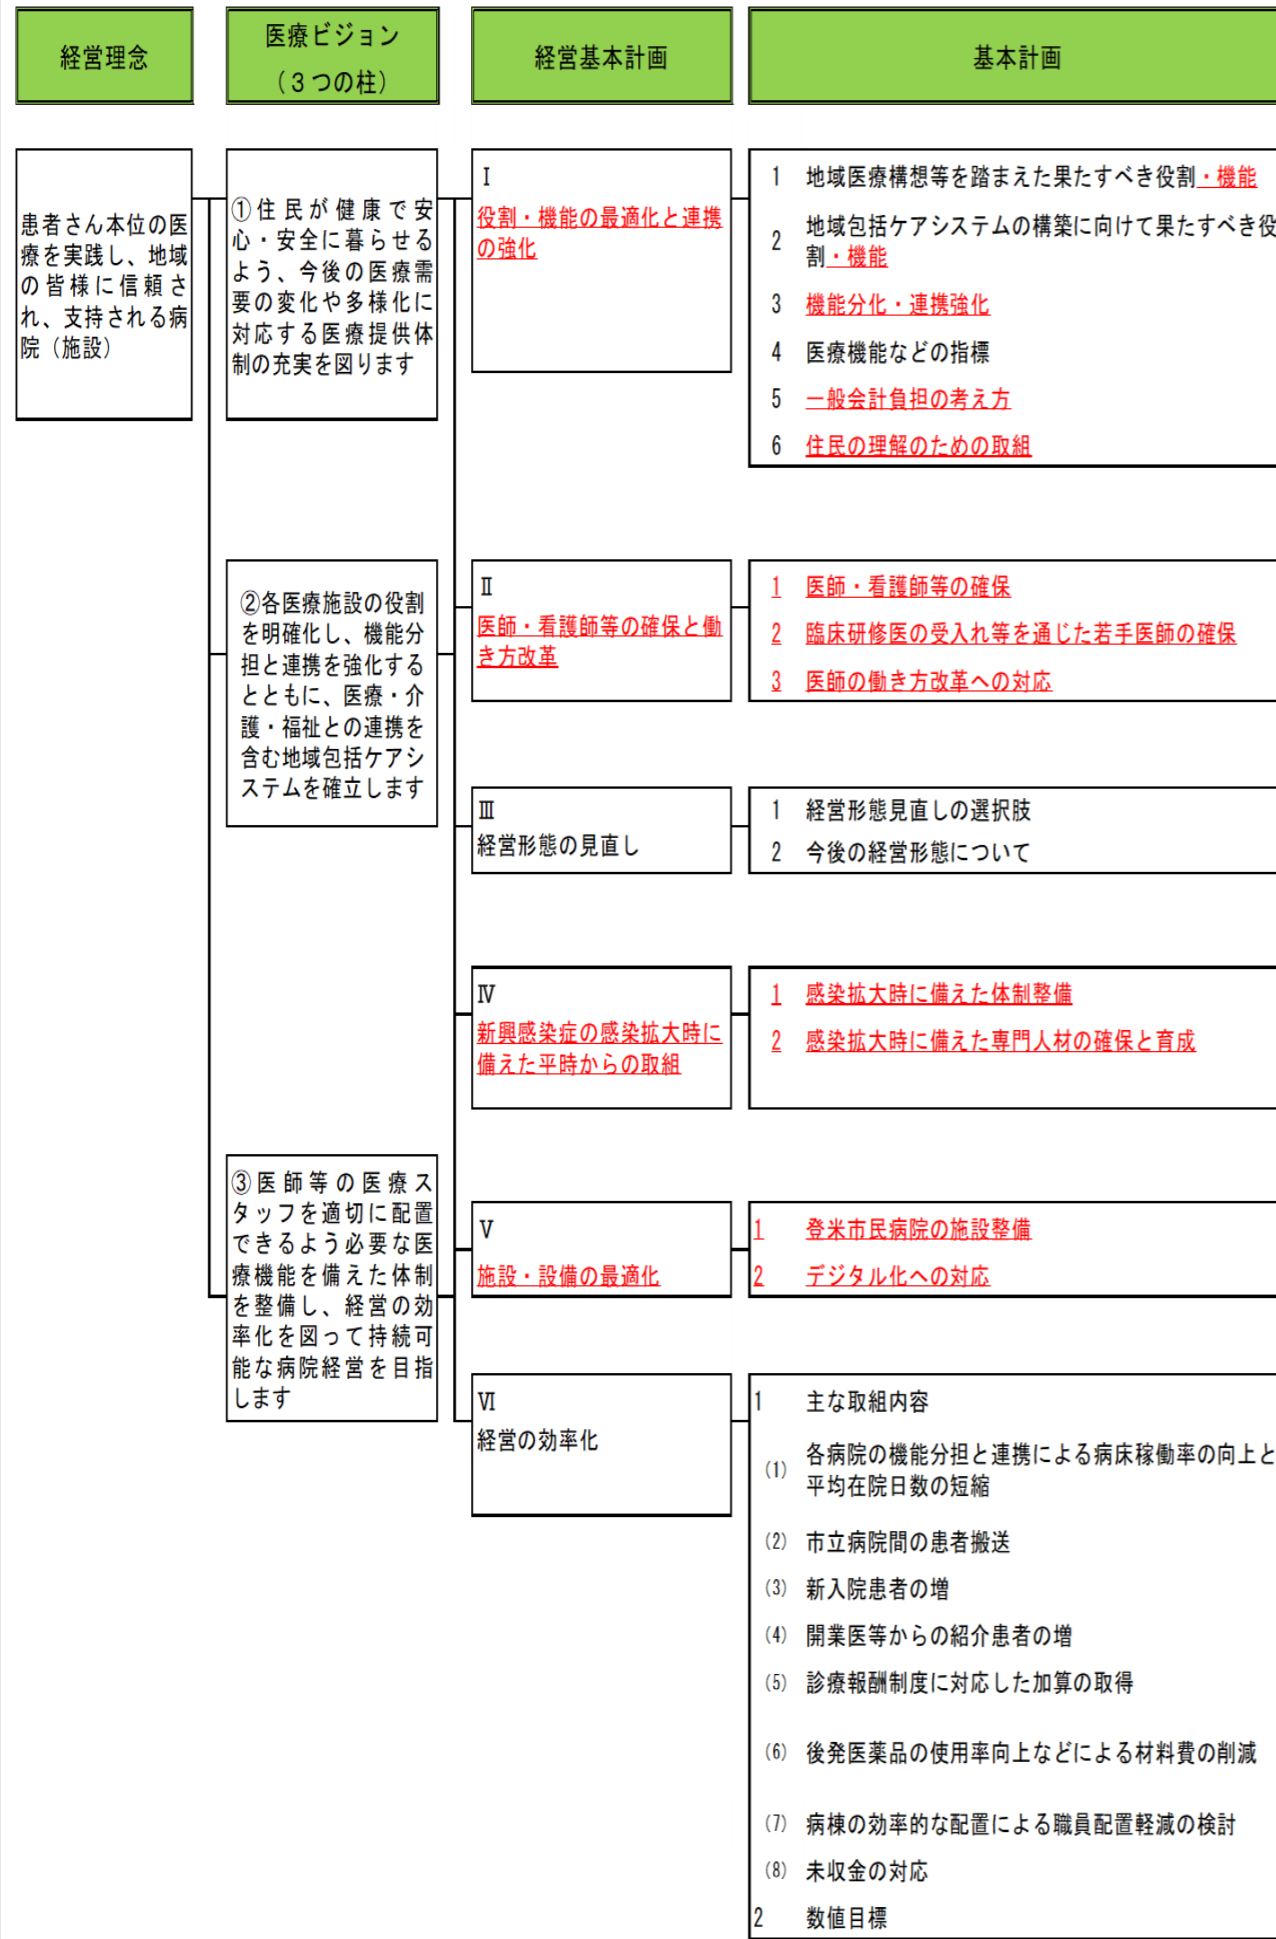 経営理念
医療ビジョン
（３つの柱）
経営基本計画
基本計画
患者さん本位の医
療を実践し、地域
の皆様に信頼さ
れ、支持される病
院（施設）
①住民が健康で安
心・安全に暮らせる
よう、今後の医療需
要の変化や多様化に
対応する医療提供体
制の充実を図ります
Ⅰ
役割・機能の最適化と連携
の強化
1 地域医療構想等を踏まえた果たすべき役割・機能
2 地域包括ケアシステムの構築に向けて果たすべき役
割・機能
3 機能分化・連携強化
4 医療機能などの指標
5 一般会計負担の考え方
6 住民の理解のための取組
②各医療施設の役割
を明確化し、機能分
担と連携を強化する
とともに、医療・介
護・福祉との連携を
含む地域包括ケアシ
ステムを確立します
Ⅱ
医師・看護師等の確保と働
き方改革
1 医師・看護師等の確保
2 臨床研修医の受入れ等を通じた若手医師の確保
3 医師の働き方改革への対応
Ⅲ
経営形態の見直し
1 経営形態見直しの選択肢
2 今後の経営形態について
Ⅳ
新興感染症の感染拡大時に
備えた平時からの取組
1 感染拡大時に備えた体制整備
2 感染拡大時に備えた専門人材の確保と育成
③医師等の医療ス
タッフを適切に配置
できるよう必要な医
療機能を備えた体制
を整備し、経営の効
率化を図って持続可
能な病院経営を目指
します
Ⅴ
施設・設備の最適化
1 登米市民病院の施設整備
2 デジタル化への対応
Ⅵ
経営の効率化
1 主な取組内容
(1) 各病院の機能分担と連携による病床稼働率の向上と
平均在院日数の短縮
(2) 市立病院間の患者搬送
(3) 新入院患者の増
(4) 開業医等からの紹介患者の増
(5) 診療報酬制度に対応した加算の取得
(6) 後発医薬品の使用率向上などによる材料費の削減
(7) 病棟の効率的な配置による職員配置軽減の検討
(8) 未収金の対応
2 数値目標